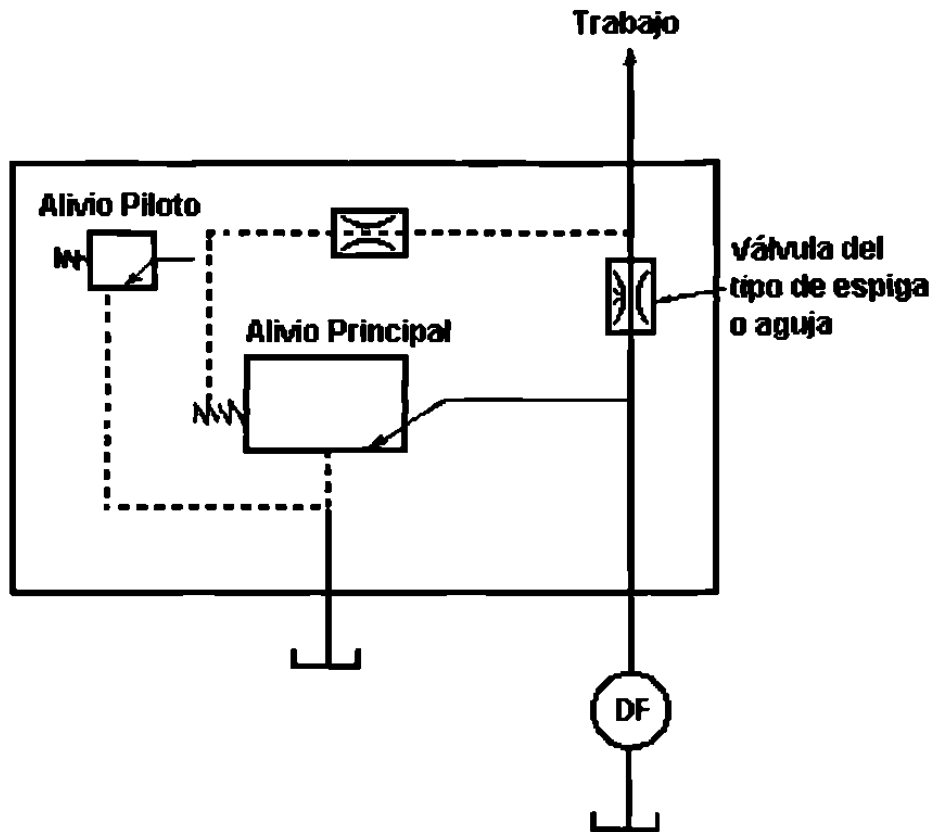 Trabajo
Alivio Piloto
Válvula del
tipo de espiga
o aguja
Alivio Principal
DF